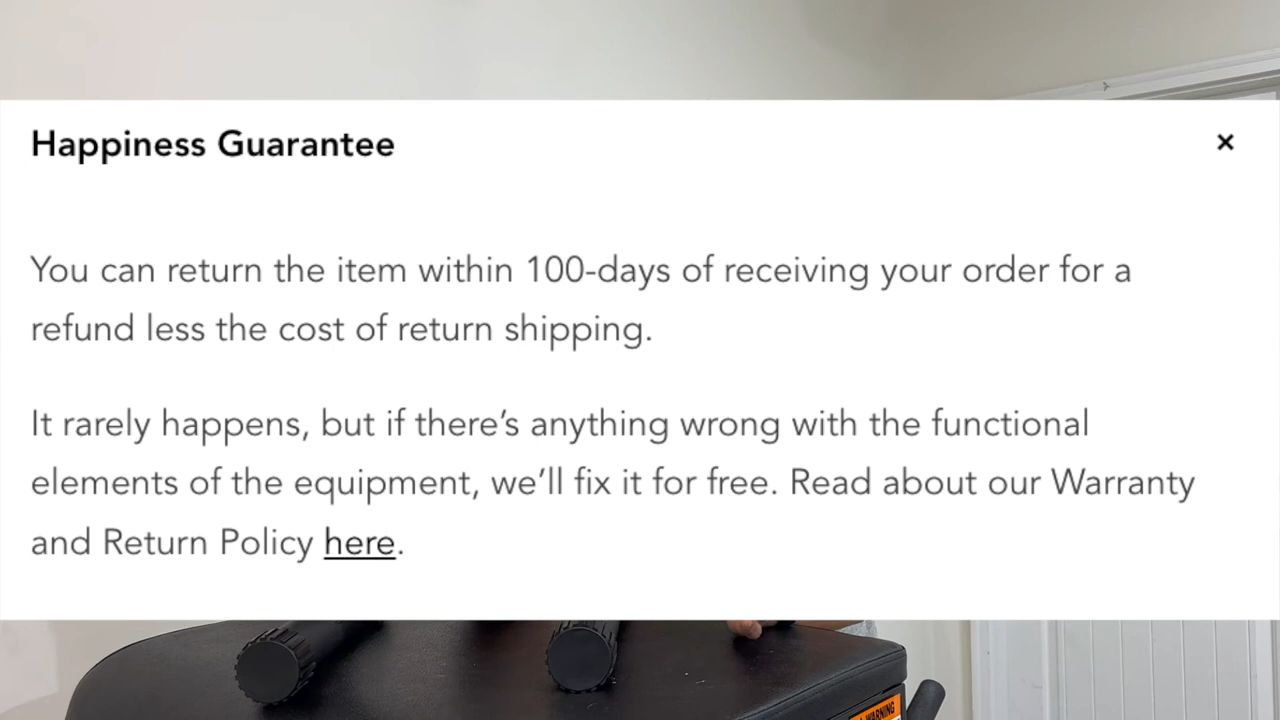 Happiness Guarantee
×
You can return the item within 100-days of receiving your order for a
refund less the cost of return shipping.
It rarely happens, but if there’s anything wrong with the functional
elements of the equipment, we’ll fix it for free. Read about our Warranty
and Return Policy here.
WARNING